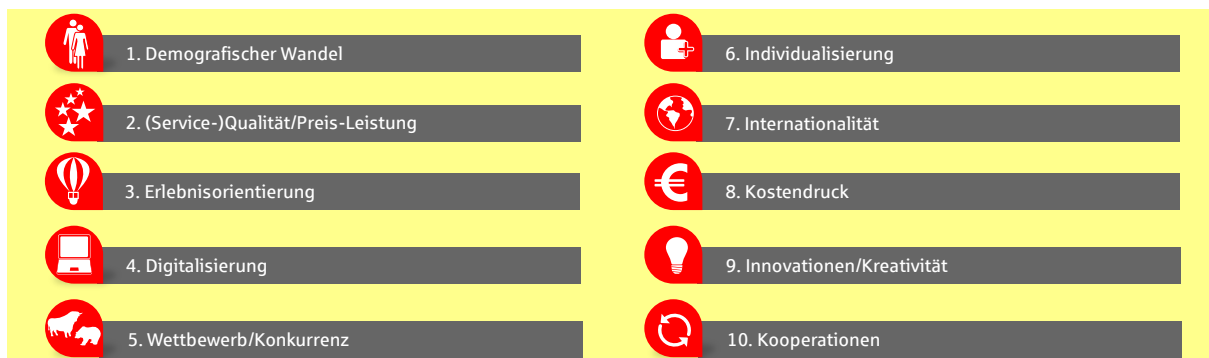 1. Demografischer Wandel
2. (Service-)Qualität/Preis-Leistung
3. Erlebnisorientierung
4. Digitalisierung
5. Wettbewerb/Konkurrenz
6. Individualisierung
7. Internationalität
8. Kostendruck
9. Innovationen/Kreativität
10. Kooperationen